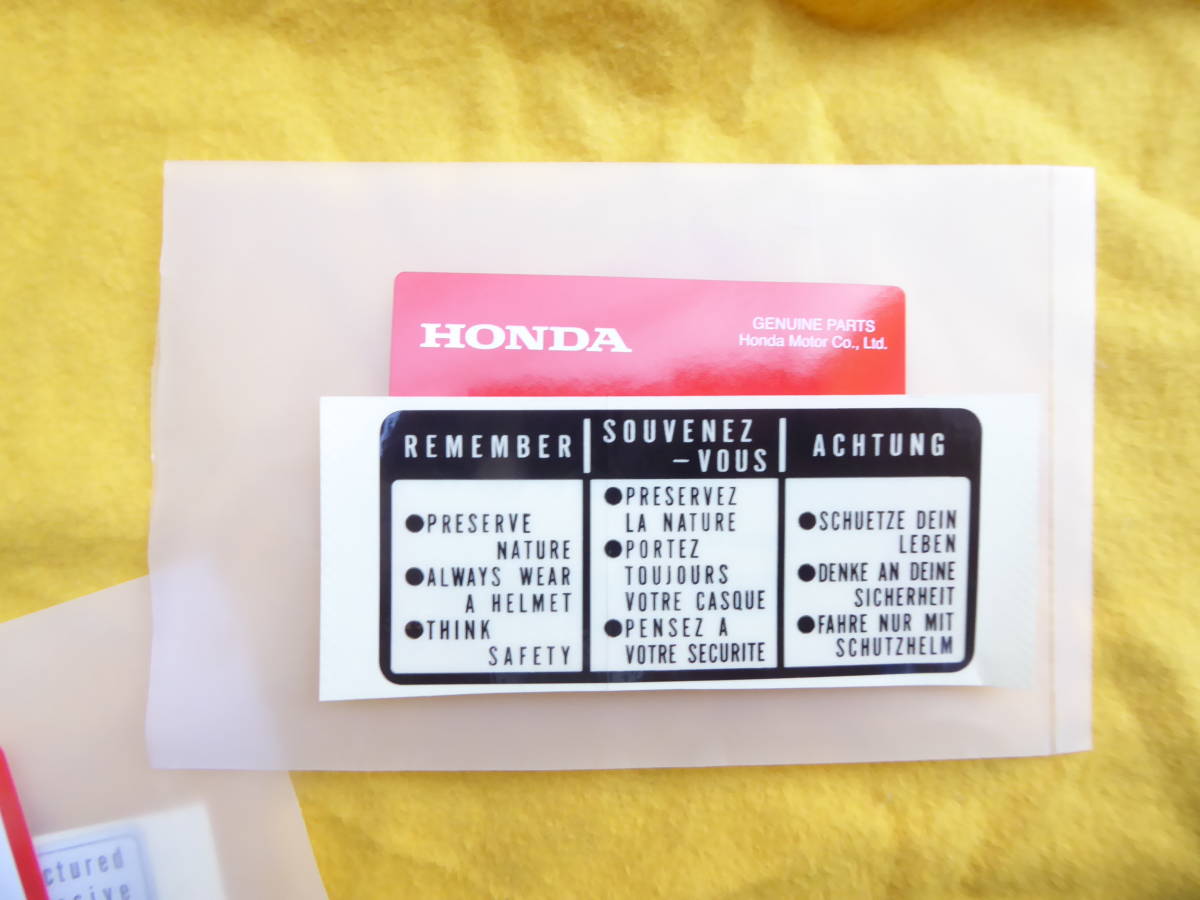 HONDA
GENUINE PARTS
Honda Motor Co., Ltd.
REMEMBER
●PRESERVE
NATURE
●ALWAYS WEAR
A HELMET
●THINK
SAFETY
SOUVENEZ
–VOUS
●PRESERVEZ
LA NATURE
●PORTEZ
TOUJOURS
VOTRE CASQUE
●PENSEZ A
VOTRE SECURITE
ACHTUNG
●SCHUETZE DEIN
LEBEN
●DENKE AN DEINE
SICHERHEIT
●FAHRE NUR MIT
SCHUTZHELM